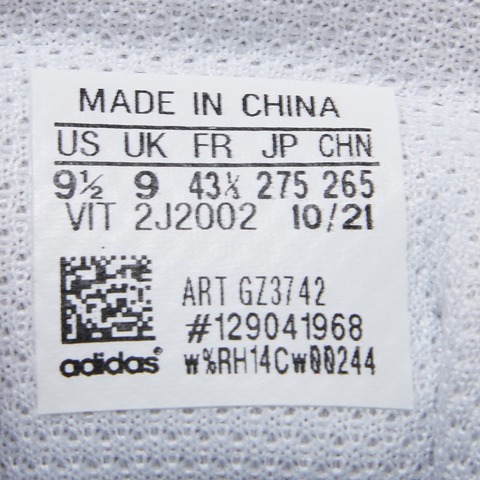 MADE IN CHINA
US UK FR JP CHN
9½ 9 43⅓ 275 265
VIT 2J2002 10/21
ART GZ3742
#129041968
adidas® w%RH14Cw00244